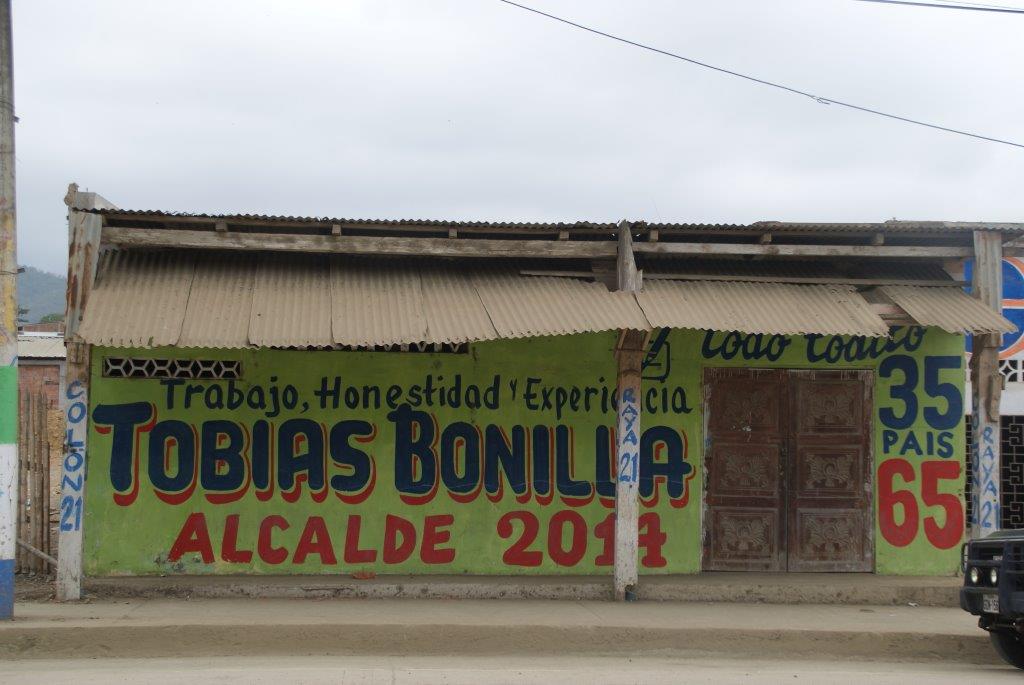 Trabajo, Honestidad y Experiencia
TOBIAS BONILLA
ALCALDE 2014
Todo Todito
35
PAIS
65
COLON 21
RAYA 21
RAYA 21